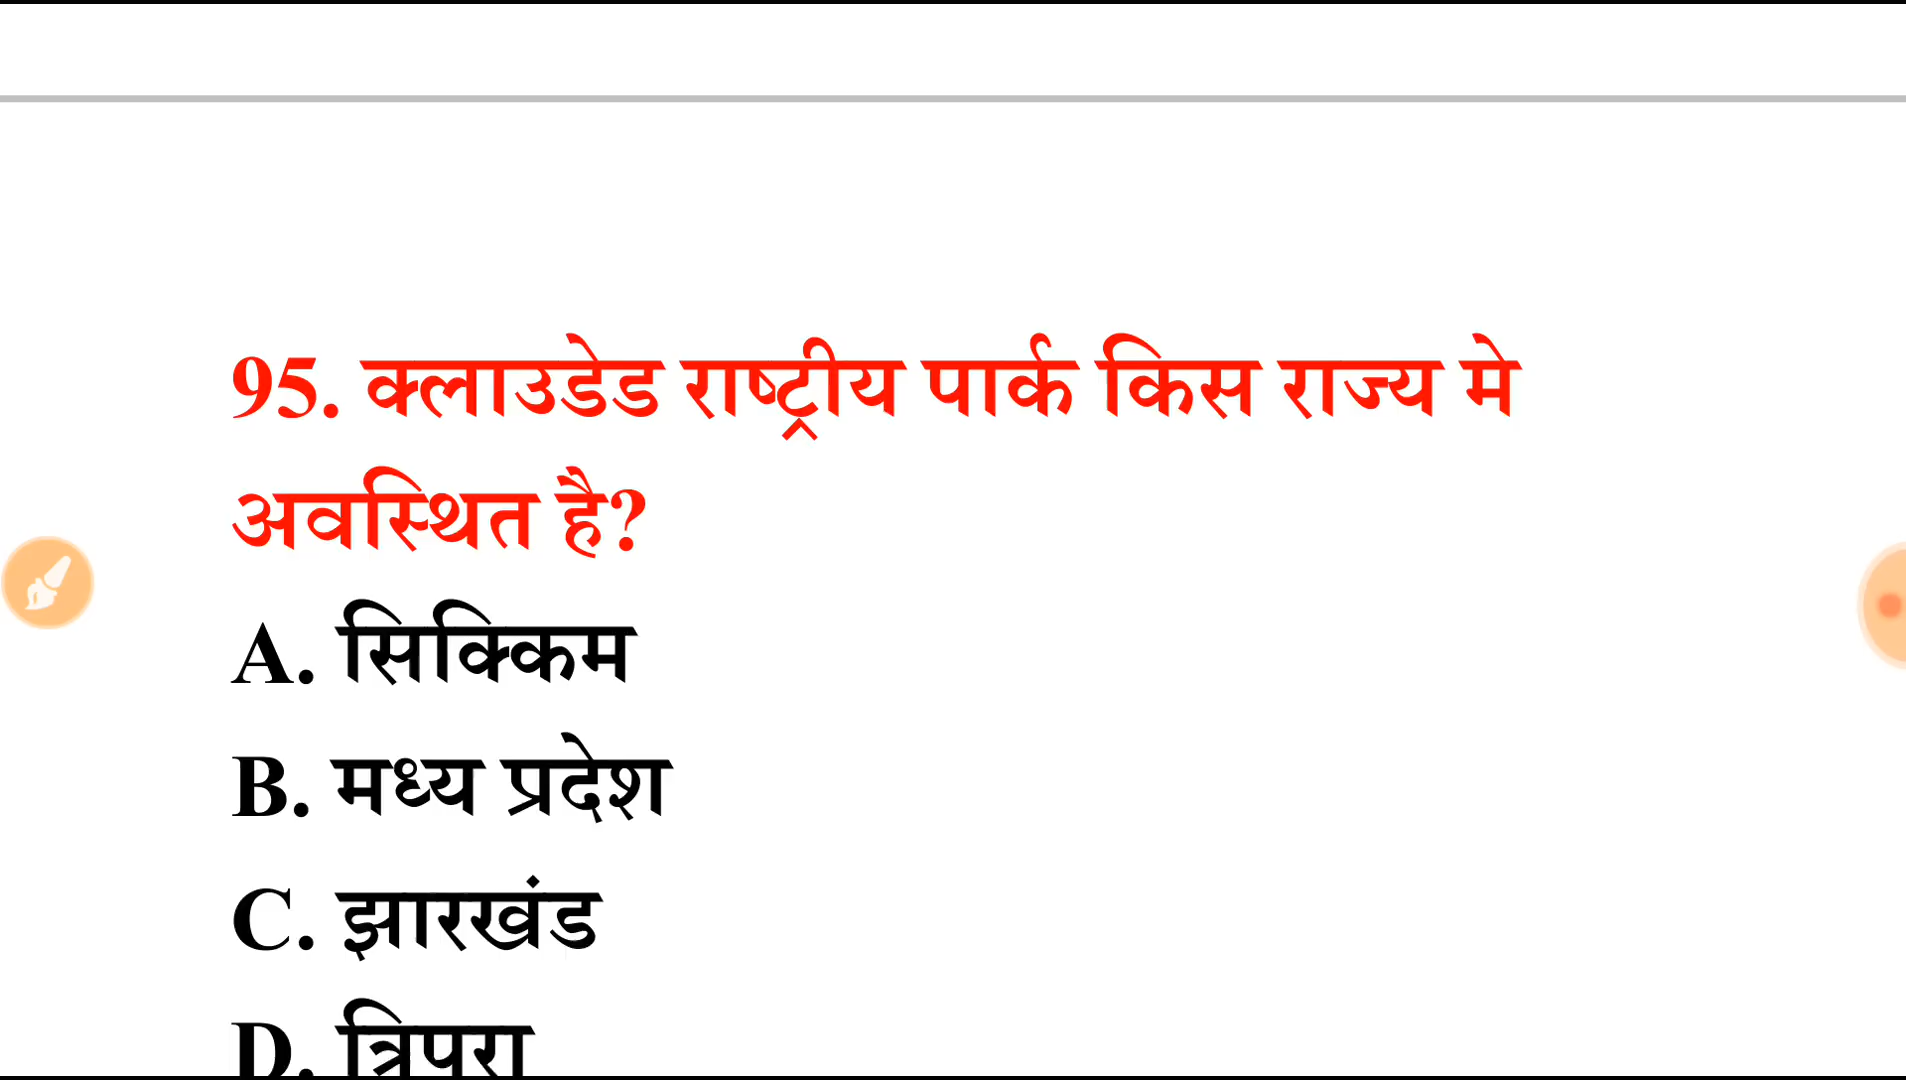 95. क्लाउडेड राष्ट्रीय पार्क किस राज्य मे
अवस्थित है?
A. सिक्किम
B. मध्य प्रदेश
C. झारखंड
D. त्रिपुरा